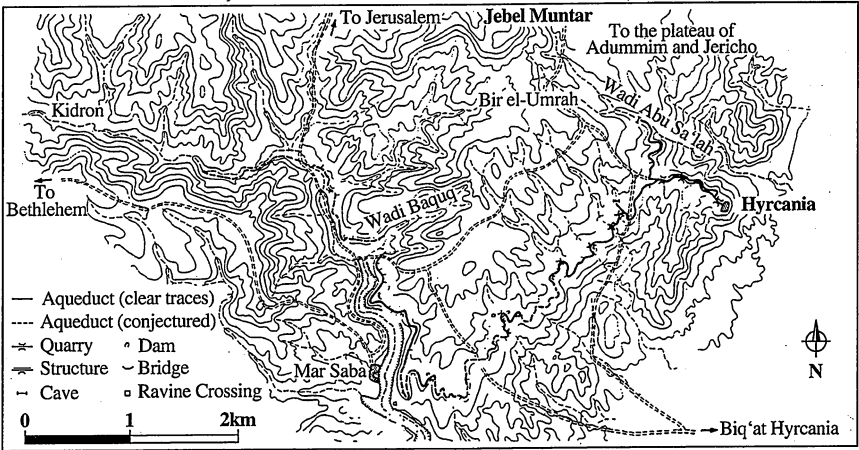 To Jerusalem
Jebel Muntar
To the plateau of
Adummim and Jericho
Kidron
Bir el-Umrah
Wadi Abu Sa‘lah
To
Bethlehem
Wadi Baquq
Hyrcania
Aqueduct (clear traces)
Aqueduct (conjectured)
Quarry
Dam
Structure
Bridge
Cave
Ravine Crossing
Mar Saba
N
0 1 2km
Biq‘at Hyrcania